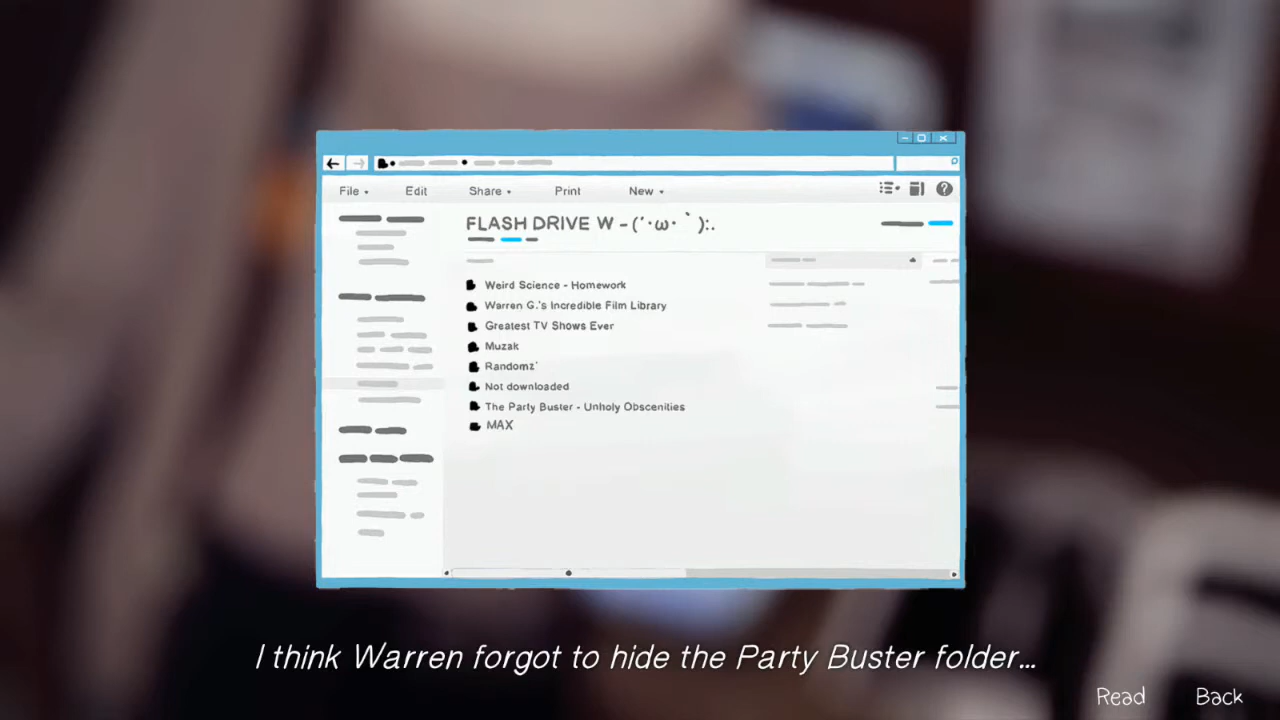 File Edit Share Print New
FLASH DRIVE W -(´·ω·`):.
Weird Science - Homework
Warren G.'s Incredible Film Library
Greatest TV Shows Ever
Muzak
Randomz'
Not downloaded
The Party Buster - Unholy Obscenities
MAX
I think Warren forgot to hide the Party Buster folder...
Read Back